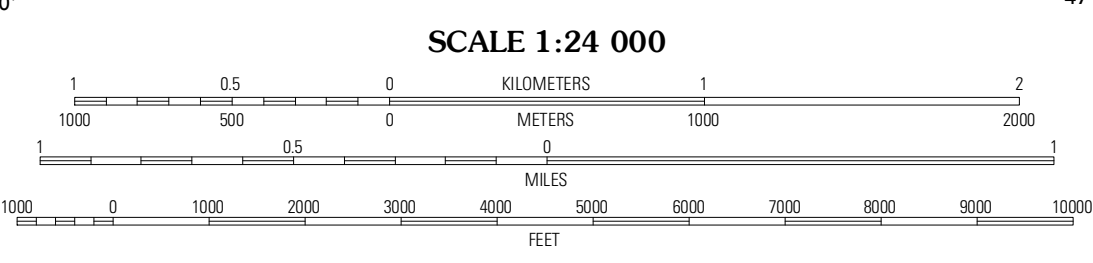 SCALE 1:24 000
1 0.5 0 KILOMETERS 1 2
1000 500 0 METERS 1000 2000
1 0.5 0 1
MILES
1000 0 1000 2000 3000 4000 5000 6000 7000 8000 9000 10000
FEET